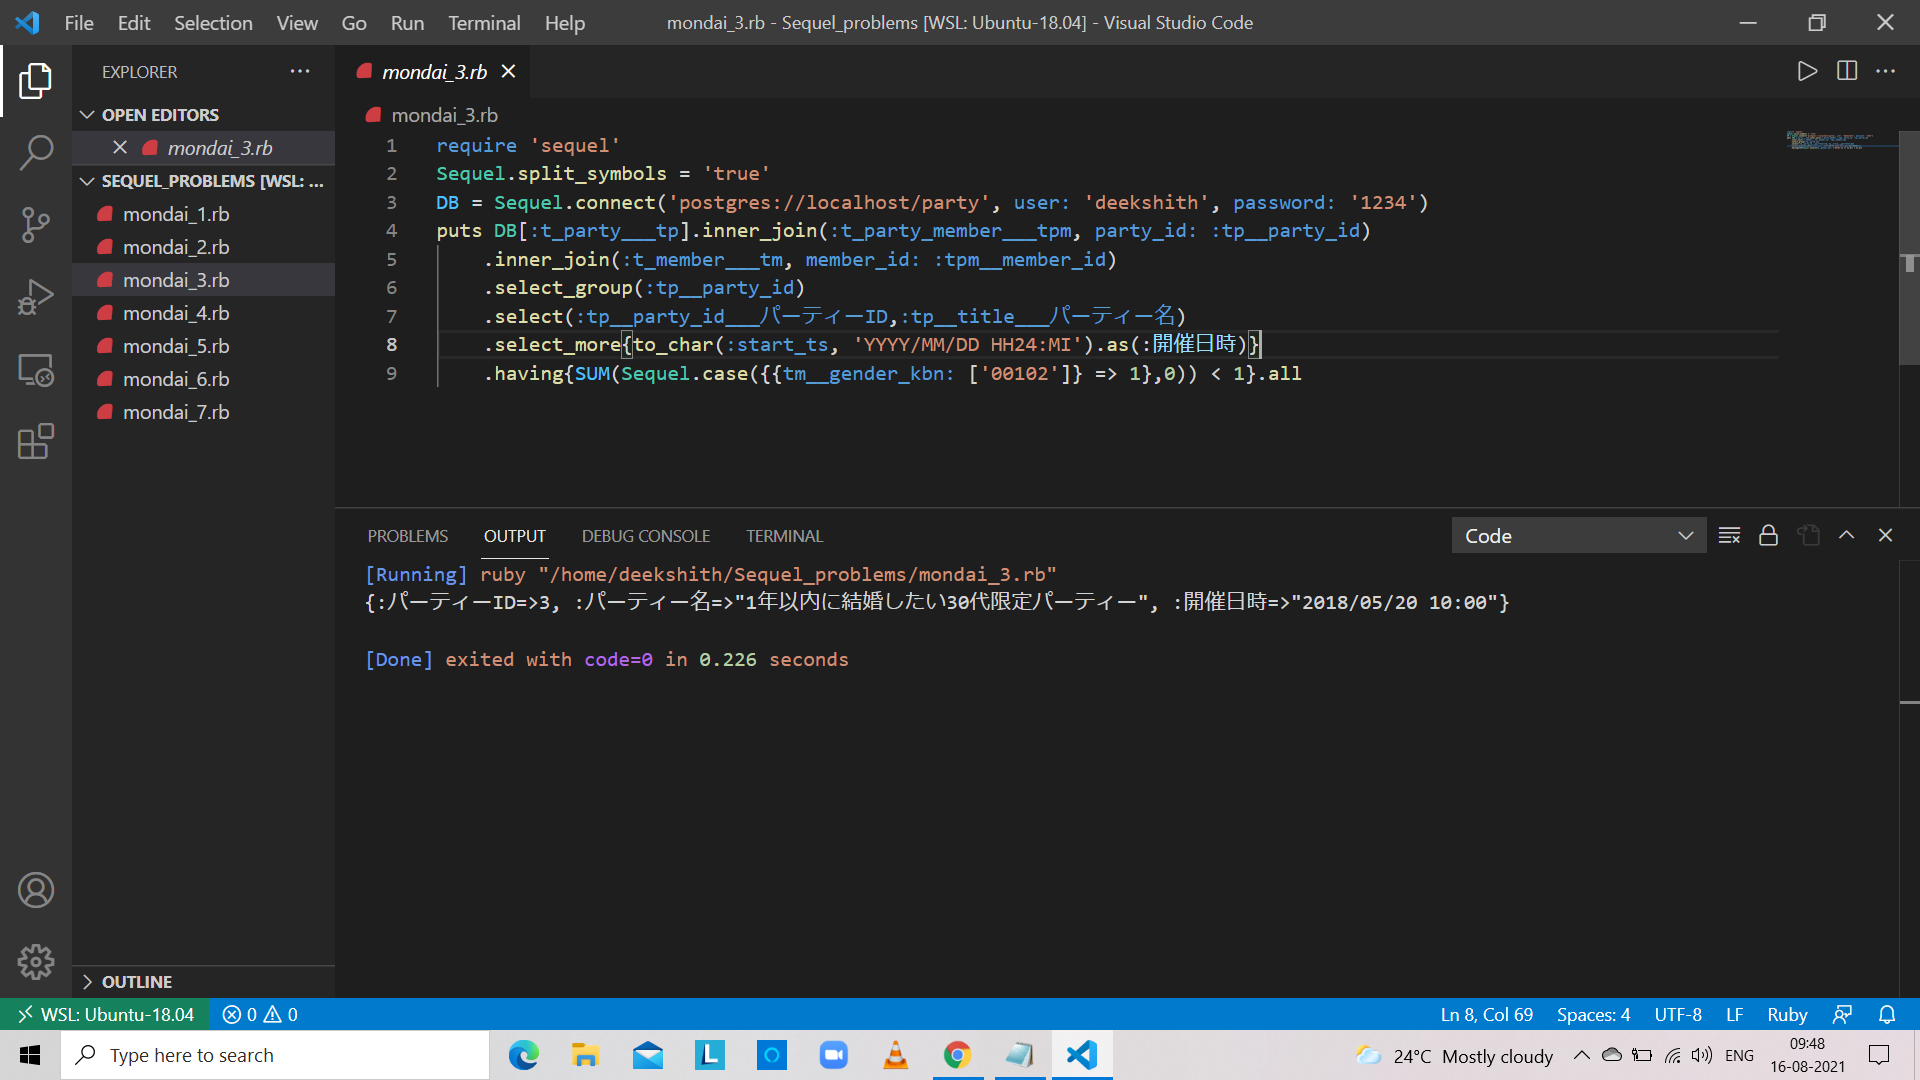 File Edit Selection View Go Run Terminal Help
mondai_3.rb - Sequel_problems [WSL: Ubuntu-18.04] - Visual Studio Code
EXPLORER
OPEN EDITORS
mondai_3.rb
SEQUEL_PROBLEMS [WSL: ...
mondai_1.rb
mondai_2.rb
mondai_3.rb
mondai_4.rb
mondai_5.rb
mondai_6.rb
mondai_7.rb
OUTLINE
mondai_3.rb
mondai_3.rb
1 require 'sequel'
2 Sequel.split_symbols = 'true'
3 DB = Sequel.connect('postgres://localhost/party', user: 'deekshith', password: '1234')
4 puts DB[:t_party___tp].inner_join(:t_party_member___tpm, party_id: :tp__party_id)
5 .inner_join(:t_member___tm, member_id: :tpm__member_id)
6 .select_group(:tp__party_id)
7 .select(:tp__party_id___パーティーID,:tp__title___パーティー名)
8 .select_more{to_char(:start_ts, 'YYYY/MM/DD HH24:MI').as(:開催日時)}
9 .having{SUM(Sequel.case({{tm__gender_kbn: ['00102']} => 1},0)) < 1}.all
PROBLEMS OUTPUT DEBUG CONSOLE TERMINAL
Code
[Running] ruby "/home/deekshith/Sequel_problems/mondai_3.rb"
{:パーティーID=>3, :パーティー名=>"1年以内に結婚したい30代限定パーティー", :開催日時=>"2018/05/20 10:00"}
[Done] exited with code=0 in 0.226 seconds
WSL: Ubuntu-18.04 0 0
Ln 8, Col 69 Spaces: 4 UTF-8 LF Ruby
Type here to search
24°C Mostly cloudy
ENG
09:48
16-08-2021